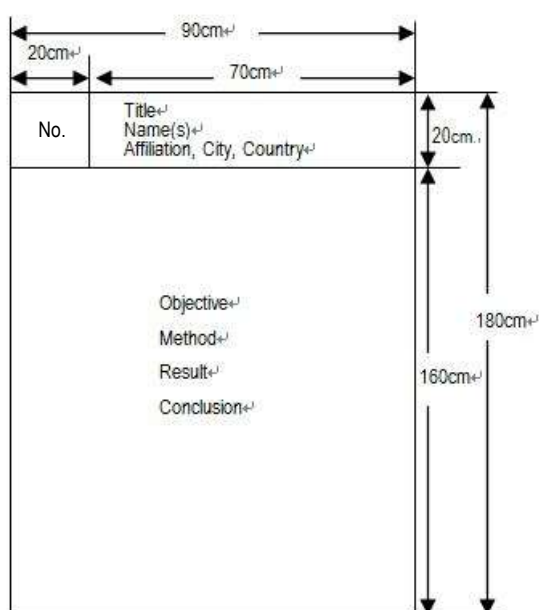 90cm↵
20cm↵
70cm↵
No.
Title↵
Name(s)↵
Affiliation, City, Country↵
20cm.
Objective↵
Method↵
Result↵
Conclusion↵
180cm↵
160cm↵